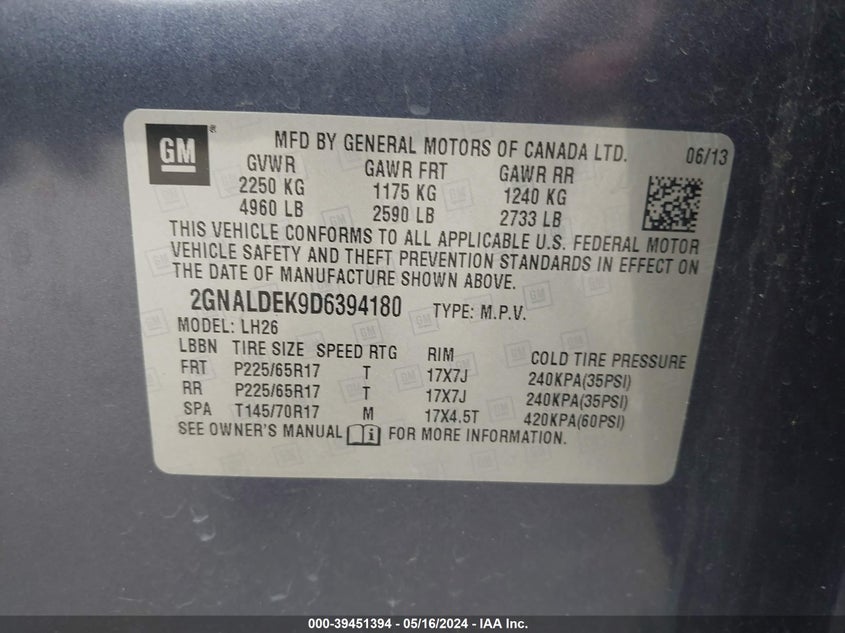 GM
MFD BY GENERAL MOTORS OF CANADA LTD. 06/13
GVWR GAWR FRT GAWR RR
2250 KG 1175 KG 1240 KG
4960 LB 2590 LB 2733 LB
THIS VEHICLE CONFORMS TO ALL APPLICABLE U.S. FEDERAL MOTOR
VEHICLE SAFETY AND THEFT PREVENTION STANDARDS IN EFFECT ON
THE DATE OF MANUFACTURE SHOWN ABOVE.
2GNALDEK9D6394180 TYPE: M.P.V.
MODEL: LH26
LBBN TIRE SIZE SPEED RTG RIM COLD TIRE PRESSURE
FRT P225/65R17 T 17X7J 240KPA(35PSI)
RR P225/65R17 T 17X7J 240KPA(35PSI)
SPA T145/70R17 M 17X4.5T 420KPA(60PSI)
SEE OWNER'S MANUAL i FOR MORE INFORMATION.
000-39451394 - 05/16/2024 - IAA Inc.